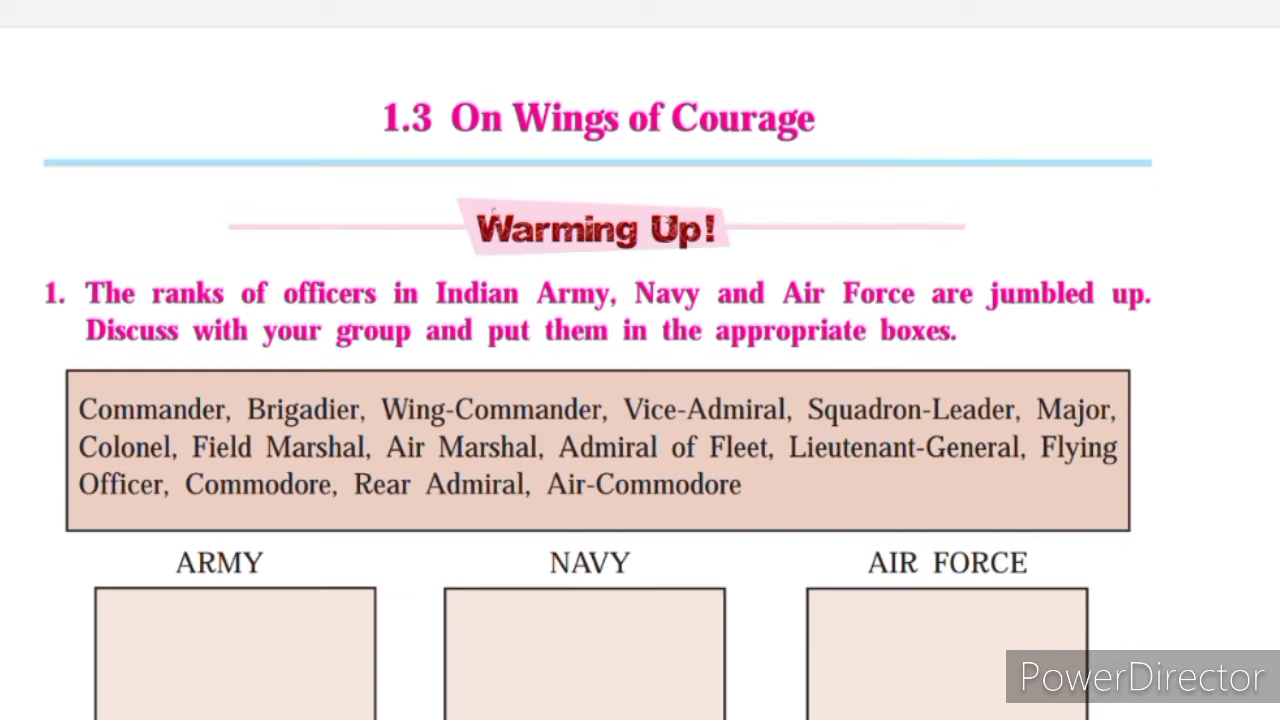 1.3 On Wings of Courage
Warming Up!
1. The ranks of officers in Indian Army, Navy and Air Force are jumbled up.
Discuss with your group and put them in the appropriate boxes.
Commander, Brigadier, Wing-Commander, Vice-Admiral, Squadron-Leader, Major,
Colonel, Field Marshal, Air Marshal, Admiral of Fleet, Lieutenant-General, Flying
Officer, Commodore, Rear Admiral, Air-Commodore
ARMY NAVY AIR FORCE
PowerDirector